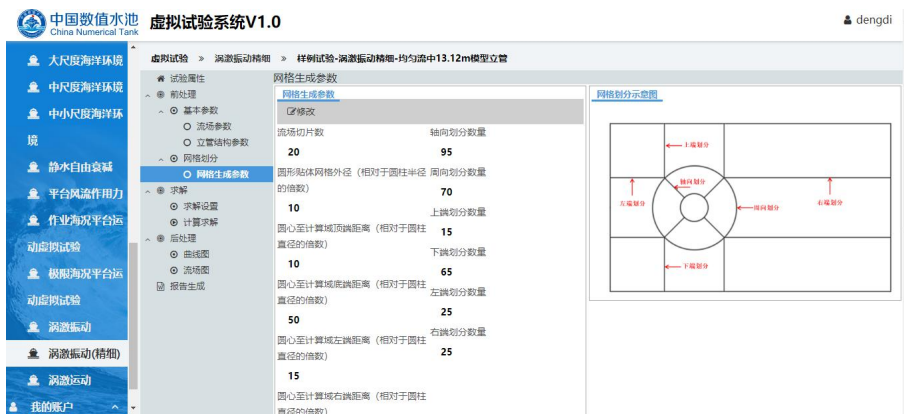 中国数值水池
China Numerical Tank
虚拟试验系统V1.0
dengdi
大尺度海洋环境
中尺度海洋环境
中小尺度海洋环
境
静水自由衰减
平台风流作用力
作业海况平台运
动虚拟试验
极限海况平台运
动虚拟试验
涡激振动
涡激振动(精细)
涡激运动
我的账户
虚拟试验 » 涡激振动精细 » 样例试验-涡激振动精细-均匀流中13.12m模型立管
试验属性
前处理
基本参数
流场参数
立管结构参数
网格划分
网格生成参数
求解
求解设置
计算求解
后处理
曲线图
流场图
报告生成
网格生成参数
网格生成参数
修改
流场切片数
20
圆形贴体网格外径（相对于圆柱半径
的倍数）
10
圆心至计算域顶端距离（相对于圆柱
直径的倍数）
10
圆心至计算域底端距离（相对于圆柱
直径的倍数）
50
圆心至计算域左端距离（相对于圆柱
直径的倍数）
15
圆心至计算域右端距离（相对于圆柱
直径的倍数）
轴向划分数量
95
周向划分数量
70
上端划分数量
15
下端划分数量
65
左端划分数量
25
右端划分数量
25
网格划分示意图
上端划分
轴向划分
左端划分
周向划分
右端划分
下端划分